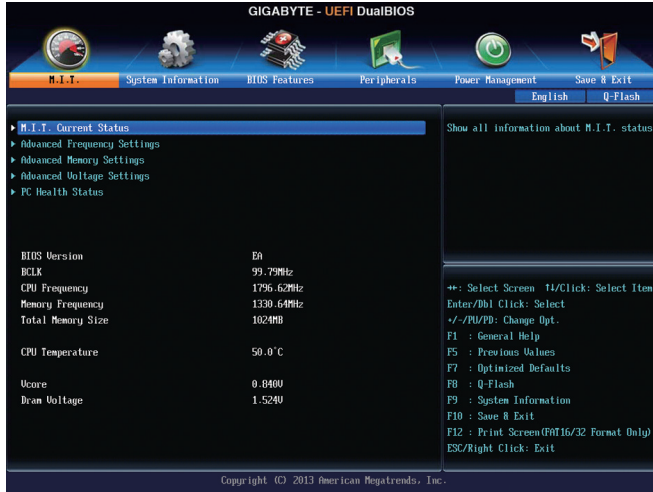 GIGABYTE - UEFI DualBIOS
M.I.T.
System Information
BIOS Features
Peripherals
Power Management
Save & Exit
English
Q-Flash
M.I.T. Current Status
Advanced Frequency Settings
Advanced Memory Settings
Advanced Voltage Settings
PC Health Status
Show all information about M.I.T. status
BIOS Version EA
BCLK 99.79MHz
CPU Frequency 1796.62MHz
Memory Frequency 1330.64MHz
Total Memory Size 1024MB
CPU Temperature 50.0°C
Vcore 0.840V
Dram Voltage 1.524V
→←: Select Screen ↑↓/Click: Select Item
Enter/Dbl Click: Select
+/-/PU/PD: Change Opt.
F1 : General Help
F5 : Previous Values
F7 : Optimized Defaults
F8 : Q-Flash
F9 : System Information
F10 : Save & Exit
F12 : Print Screen(FAT16/32 Format Only)
ESC/Right Click: Exit
Copyright (C) 2013 American Megatrends, Inc.